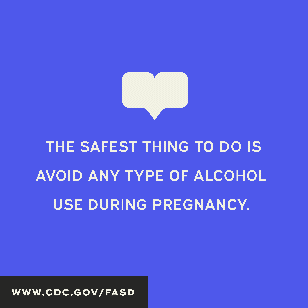 THE SAFEST THING TO DO IS
AVOID ANY TYPE OF ALCOHOL
USE DURING PREGNANCY.
WWW.CDC.GOV/FASD